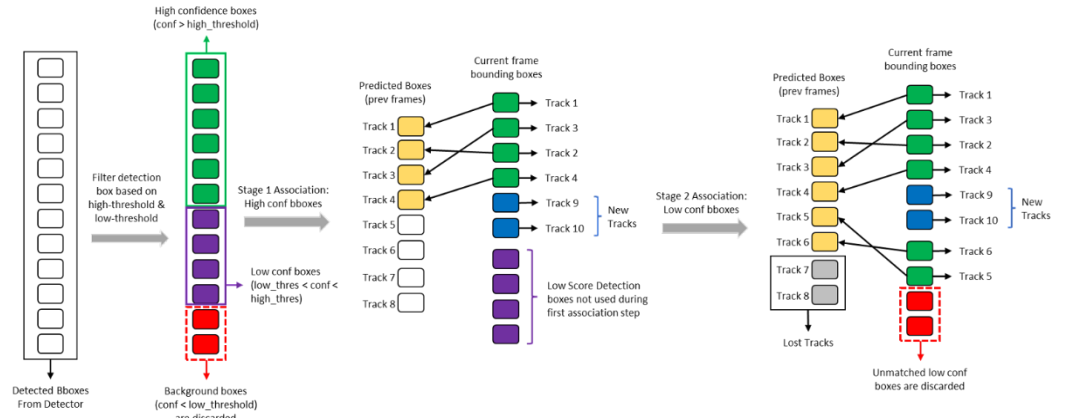 High confidence boxes
(conf > high_threshold)
Detected Bboxes
From Detector
Filter detection
box based on
high-threshold &
low-threshold
Low conf boxes
(low_thres < conf <
high_thres)
Background boxes
(conf < low_threshold)
are discarded
Stage 1 Association:
High conf bboxes
Predicted Boxes
(prev frames)
Track 1
Track 2
Track 3
Track 4
Track 5
Track 6
Track 7
Track 8
Current frame
bounding boxes
Track 1
Track 3
Track 2
Track 4
Track 9
Track 10
New
Tracks
Low Score Detection
boxes not used during
first association step
Stage 2 Association:
Low conf bboxes
Predicted Boxes
(prev frames)
Track 1
Track 2
Track 3
Track 4
Track 5
Track 6
Track 7
Track 8
Lost Tracks
Current frame
bounding boxes
Track 1
Track 3
Track 2
Track 4
Track 9
Track 10
New
Tracks
Track 6
Track 5
Unmatched low conf
boxes are discarded